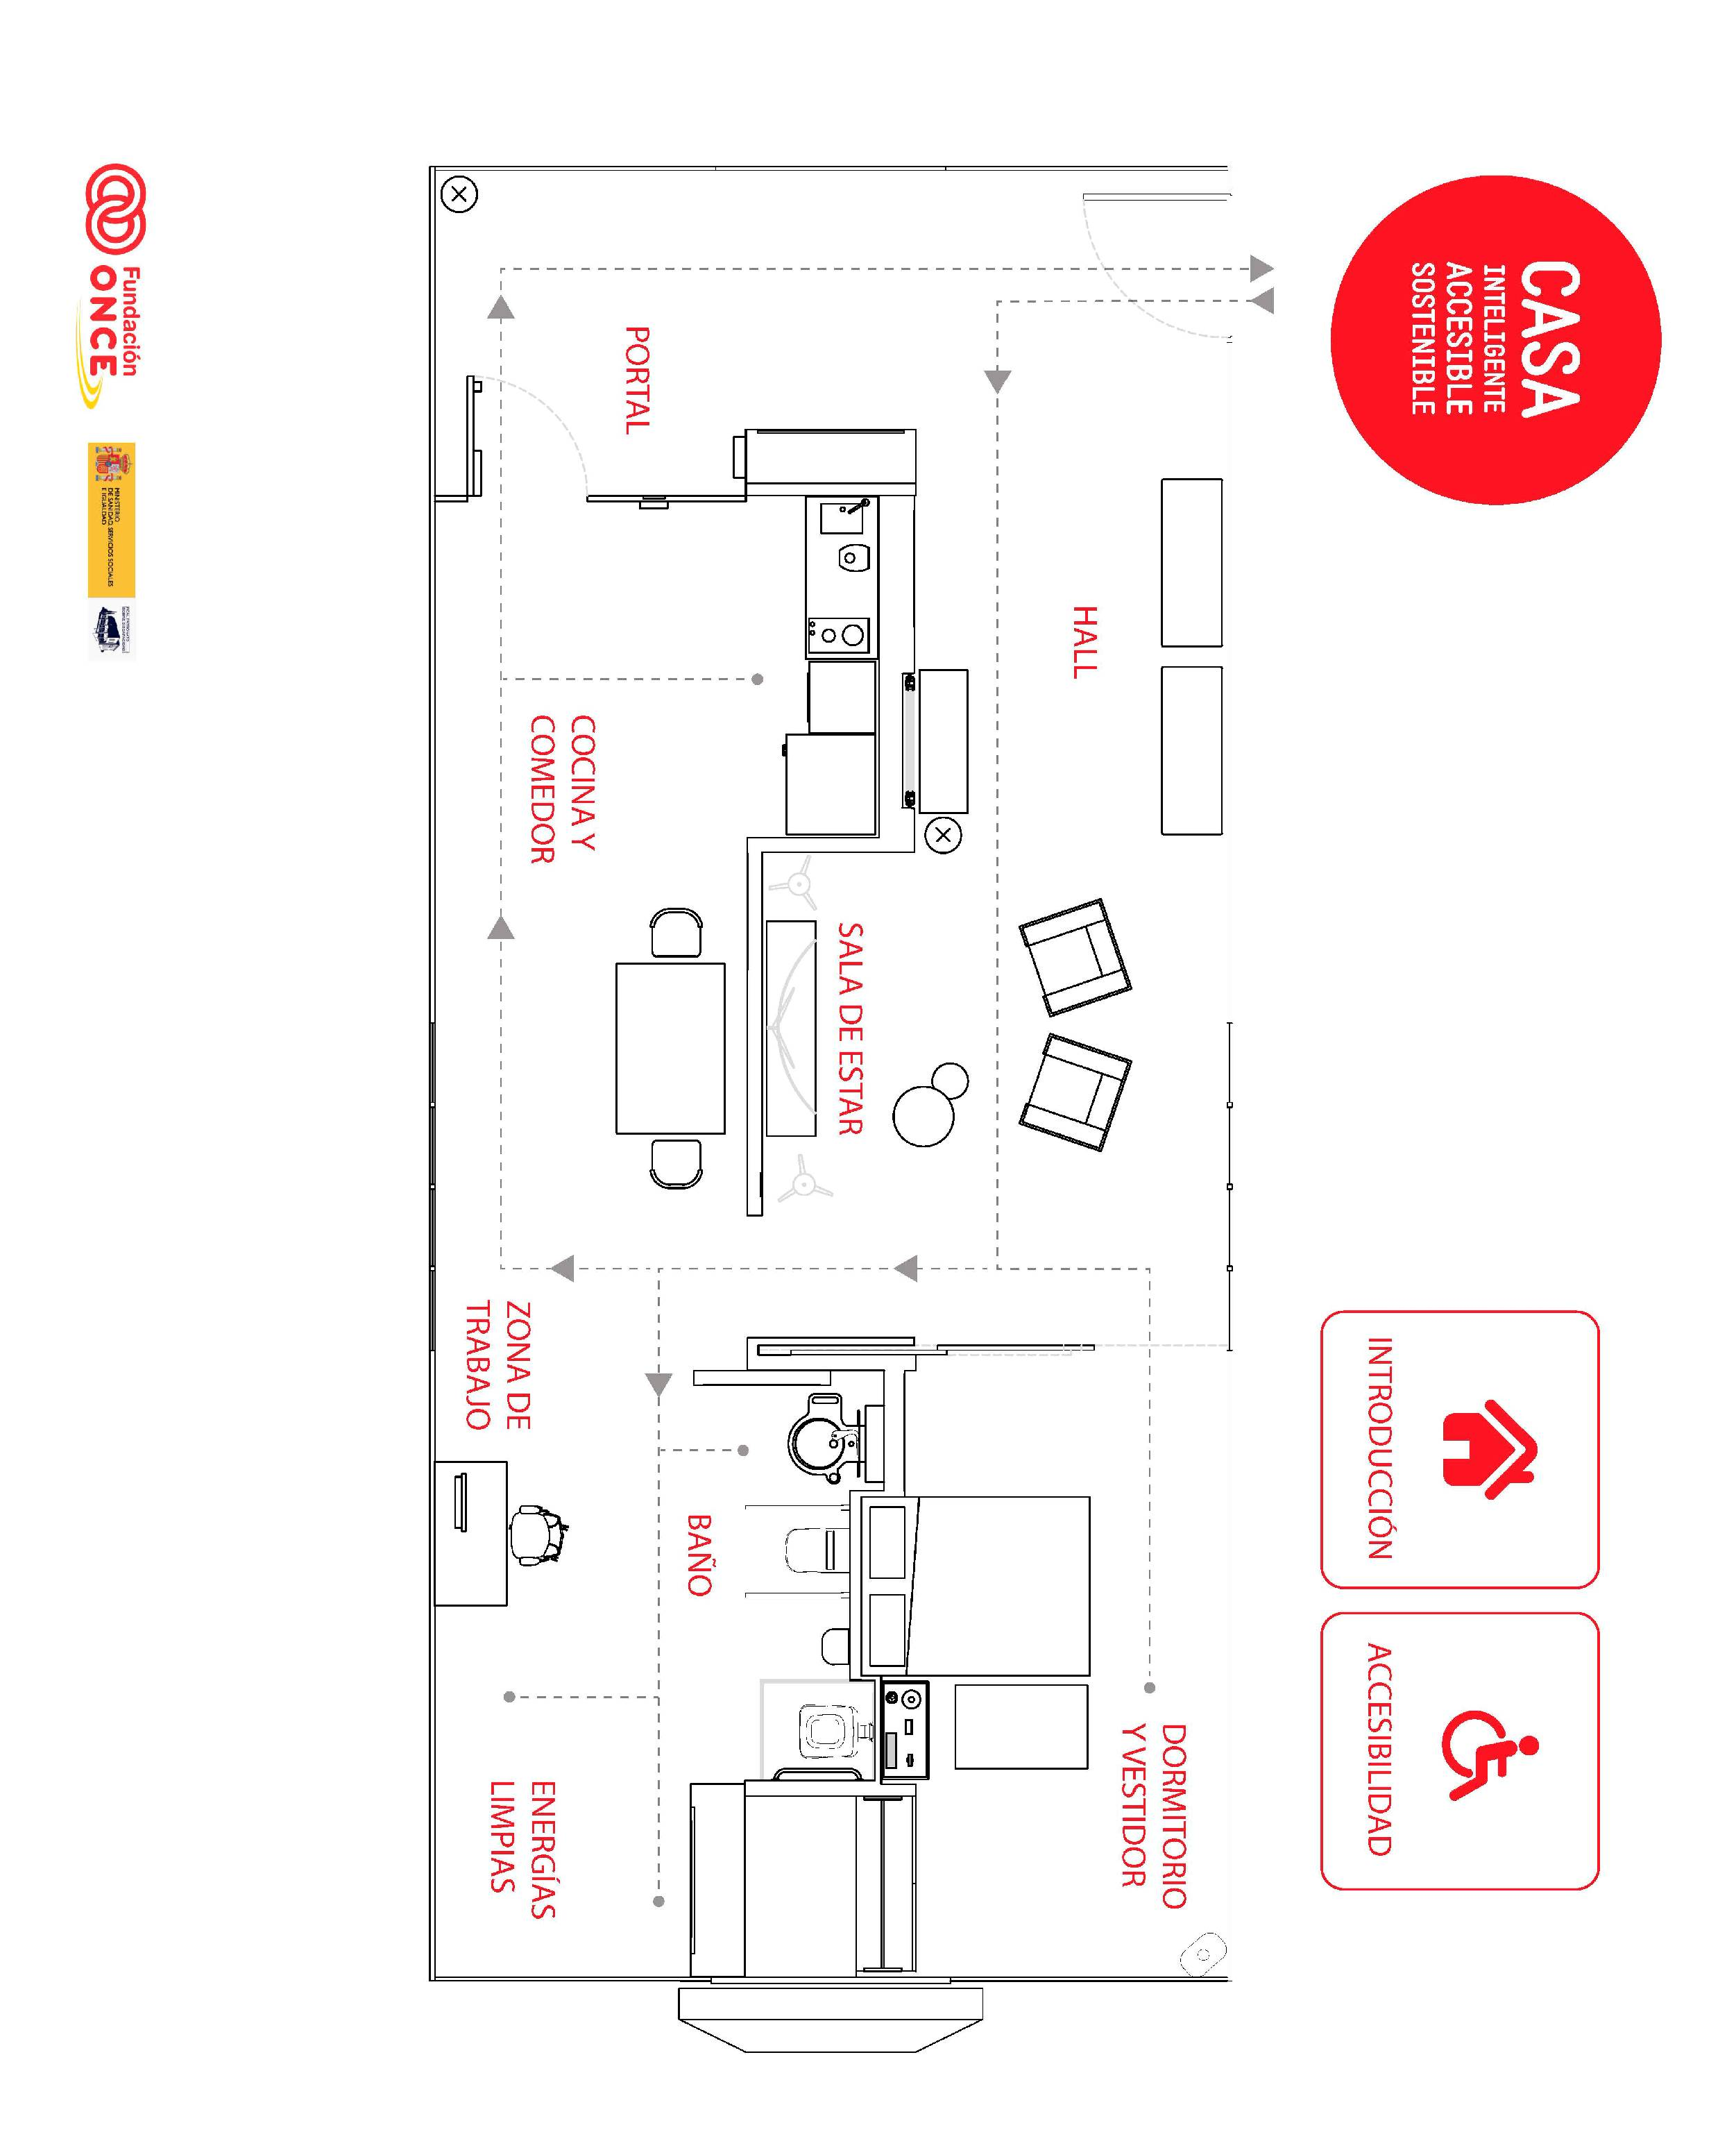 CASA
INTELIGENTE
ACCESIBLE
SOSTENIBLE
INTRODUCCIÓN
ACCESIBILIDAD
HALL
DORMITORIO
Y VESTIDOR
SALA DE ESTAR
PORTAL
COCINA Y
COMEDOR
BAÑO
ZONA DE
TRABAJO
ENERGÍAS
LIMPIAS
Fundación
ONCE
MINISTERIO
DE SANIDAD, SERVICIOS SOCIALES
E IGUALDAD